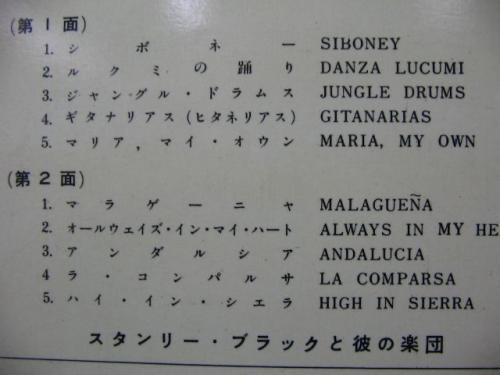 (第1面)
1. シボネー SIBONEY
2. ルクミの踊り DANZA LUCUMI
3. ジャングル・ドラムス JUNGLE DRUMS
4. ギタナリアス(ヒタネリアス) GITANARIAS
5. マリア, マイ・オウン MARIA, MY OWN
(第2面)
1. マラゲーニャ MALAGUEÑA
2. オールウェイズ・イン・マイ・ハート ALWAYS IN MY HE
3. アンダルシア ANDALUCIA
4 ラ・コンパルサ LA COMPARSA
5. ハイ・イン・シエラ HIGH IN SIERRA
スタンリー・ブラックと彼の楽団